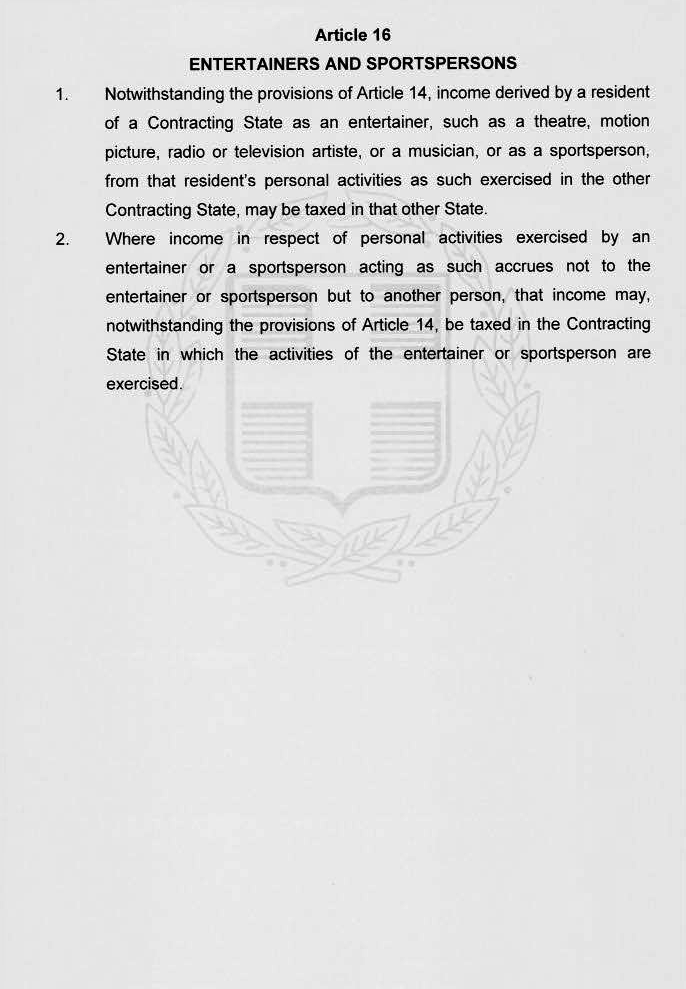 Article 16
ENTERTAINERS AND SPORTSPERSONS
1. Notwithstanding the provisions of Article 14, income derived by a resident
of a Contracting State as an entertainer, such as a theatre, motion
picture, radio or television artiste, or a musician, or as a sportsperson,
from that resident's personal activities as such exercised in the other
Contracting State, may be taxed in that other State.
2. Where income in respect of personal activities exercised by an
entertainer or a sportsperson acting as such accrues not to the
entertainer or sportsperson but to another person, that income may,
notwithstanding the provisions of Article 14, be taxed in the Contracting
State in which the activities of the entertainer or sportsperson are
exercised.